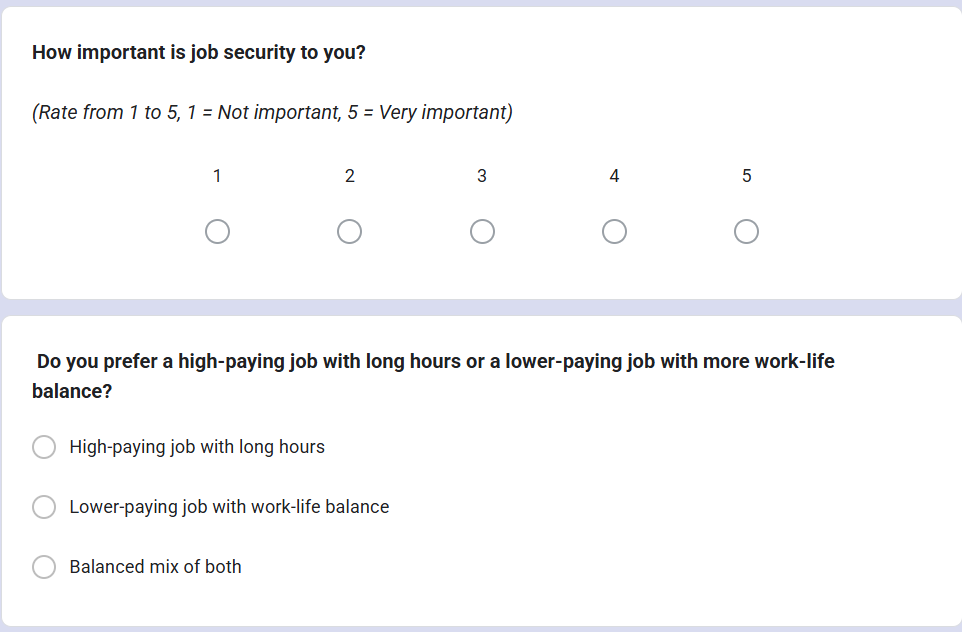 How important is job security to you?
(Rate from 1 to 5, 1 = Not important, 5 = Very important)
1 2 3 4 5
Do you prefer a high-paying job with long hours or a lower-paying job with more work-life
balance?
High-paying job with long hours
Lower-paying job with work-life balance
Balanced mix of both